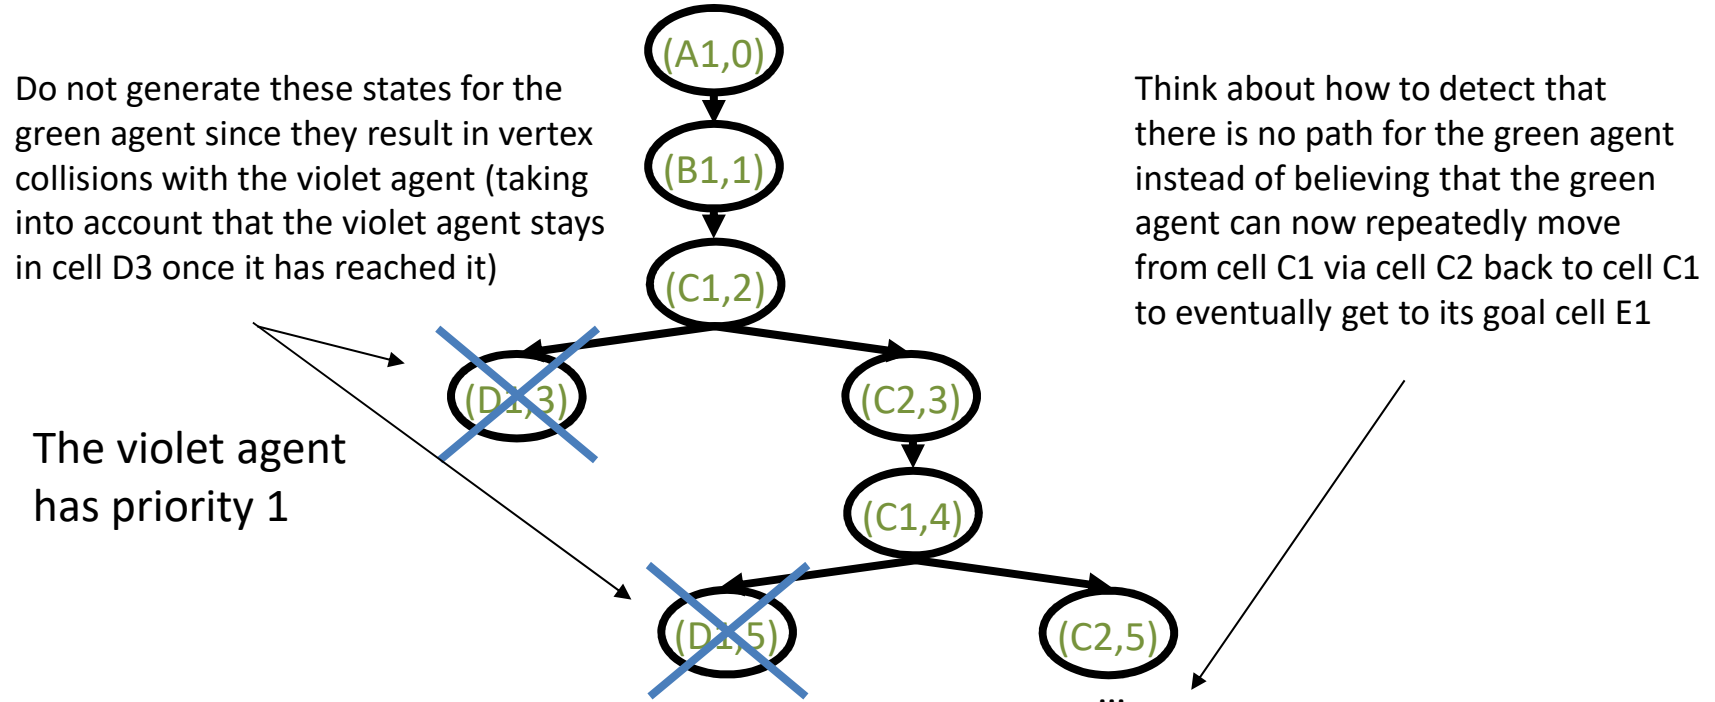 (A1,0)
Do not generate these states for the
green agent since they result in vertex
collisions with the violet agent (taking
into account that the violet agent stays
in cell D3 once it has reached it)
Think about how to detect that
there is no path for the green agent
instead of believing that the green
agent can now repeatedly move
from cell C1 via cell C2 back to cell C1
to eventually get to its goal cell E1
(B1,1)
(C1,2)
(D1,3)
(C2,3)
The violet agent
has priority 1
(C1,4)
(D1,5)
(C2,5)
...